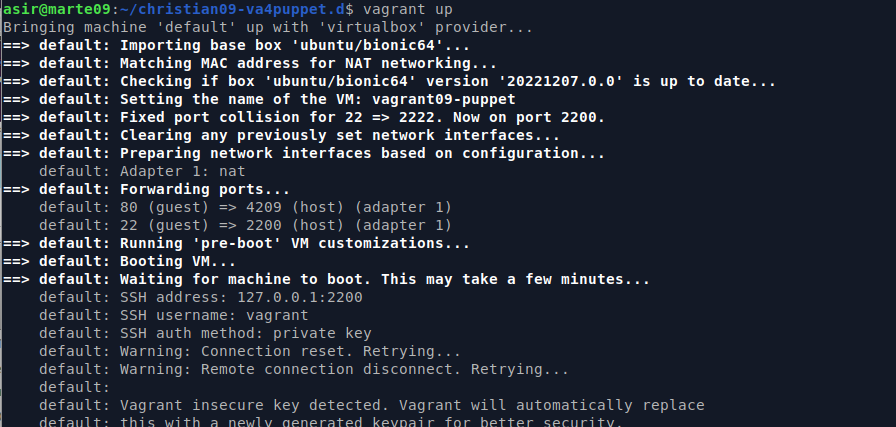 asir@marte09:~/christian09-va4puppet.d$ vagrant up
Bringing machine 'default' up with 'virtualbox' provider...
==> default: Importing base box 'ubuntu/bionic64'...
==> default: Matching MAC address for NAT networking...
==> default: Checking if box 'ubuntu/bionic64' version '20221207.0.0' is up to date...
==> default: Setting the name of the VM: vagrant09-puppet
==> default: Fixed port collision for 22 => 2222. Now on port 2200.
==> default: Clearing any previously set network interfaces...
==> default: Preparing network interfaces based on configuration...
    default: Adapter 1: nat
==> default: Forwarding ports...
    default: 80 (guest) => 4209 (host) (adapter 1)
    default: 22 (guest) => 2200 (host) (adapter 1)
==> default: Running 'pre-boot' VM customizations...
==> default: Booting VM...
==> default: Waiting for machine to boot. This may take a few minutes...
    default: SSH address: 127.0.0.1:2200
    default: SSH username: vagrant
    default: SSH auth method: private key
    default: Warning: Connection reset. Retrying...
    default: Warning: Remote connection disconnect. Retrying...
    default:
    default: Vagrant insecure key detected. Vagrant will automatically replace
    default: this with a newly generated keypair for better security.